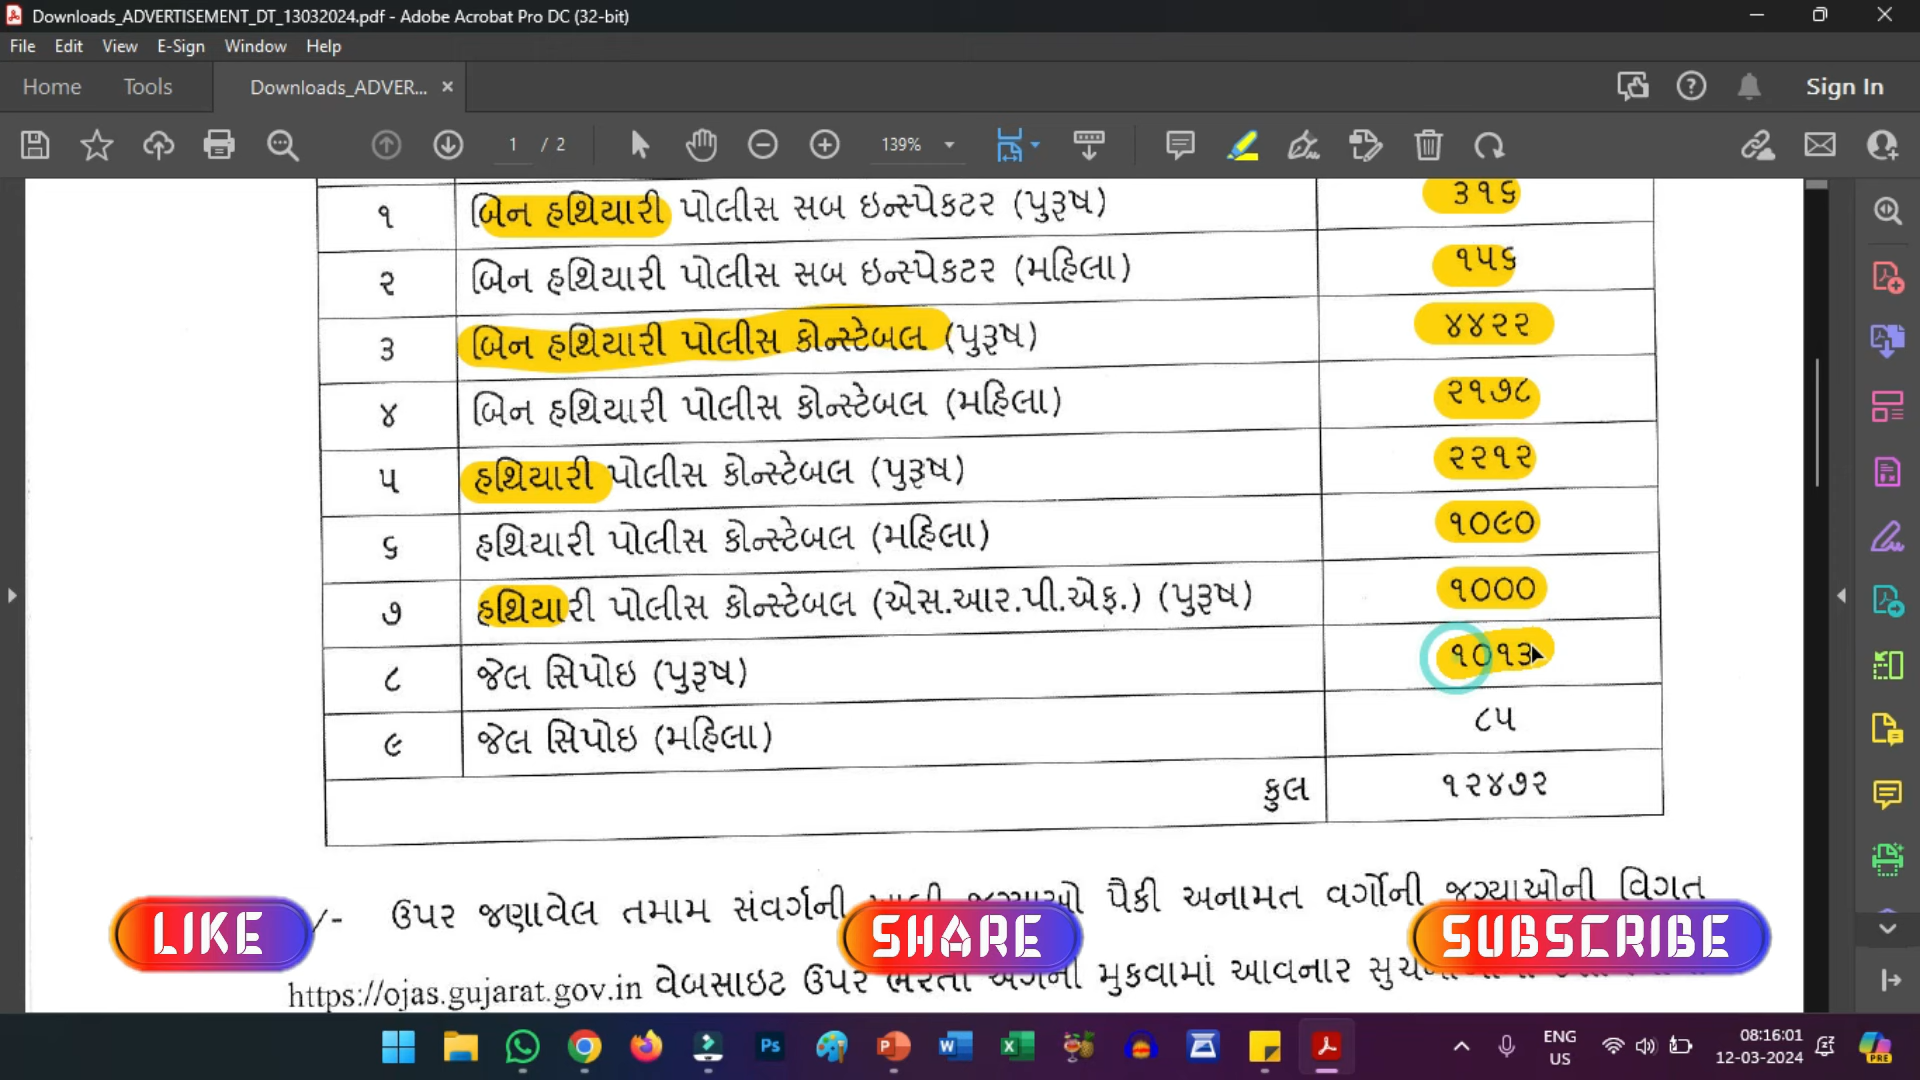 Downloads_ADVERTISEMENT_DT_13032024.pdf - Adobe Acrobat Pro DC (32-bit)
File Edit View E-Sign Window Help
Home Tools Downloads_ADVER... × Sign In
1 / 2 139%
૧ બિન હથિયારી પોલીસ સબ ઇન્સ્પેકટર (પુરૂષ) ૩૧૬
૨ બિન હથિયારી પોલીસ સબ ઇન્સ્પેકટર (મહિલા) ૧૫૬
૩ બિન હથિયારી પોલીસ કોન્સ્ટેબલ (પુરૂષ) ૪૪૨૨
૪ બિન હથિયારી પોલીસ કોન્સ્ટેબલ (મહિલા) ૨૧૭૮
૫ હથિયારી પોલીસ કોન્સ્ટેબલ (પુરૂષ) ૨૨૧૨
૬ હથિયારી પોલીસ કોન્સ્ટેબલ (મહિલા) ૧૦૯૦
૭ હથિયારી પોલીસ કોન્સ્ટેબલ (એસ.આર.પી.એફ.) (પુરૂષ) ૧૦૦૦
૮ જેલ સિપોઇ (પુરૂષ) ૧૦૧૩
૯ જેલ સિપોઇ (મહિલા) ૮૫
કુલ ૧૨૪૭૨
/- ઉપર જણાવેલ તમામ સંવર્ગની પૈકી અનામત વર્ગોની જગ્યાઓની વિગત
LIKE SHARE SUBSCRIBE
https://ojas.gujarat.gov.in વેબસાઇટ ઉપર મુકવામાં આવનાર
ENG 08:16:01
US 12-03-2024